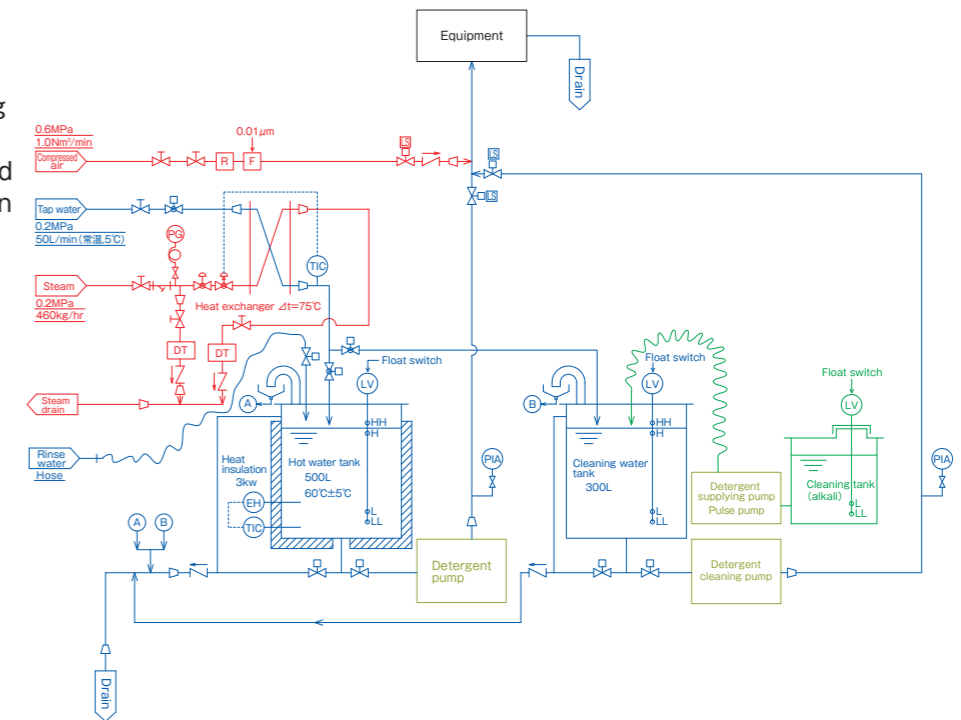 Equipment
Drain
g
d
n
0.6MPa
1.0Nm³/min
Compressed
air
0.01μm
R
F
LS
LS
LS
Tap water
0.2MPa
50L/min(常温,5℃)
PG
TIC
Steam
0.2MPa
460kg/hr
Heat exchanger ⊿t=75℃
DT
DT
Steam
drain
Float switch
LV
A
HH
H
Hot water tank
500L
60℃±5℃
L
LL
Heat
insulation
3kw
EH
TIC
Rinse
water
Hose
A
B
Drain
PIA
Detergent
pump
Float switch
LV
B
HH
H
Cleaning water
tank
300L
L
LL
Float switch
LV
Cleaning tank
(alkali)
L
LL
Detergent
supplying pump
Pulse pump
Detergent
cleaning pump
PIA